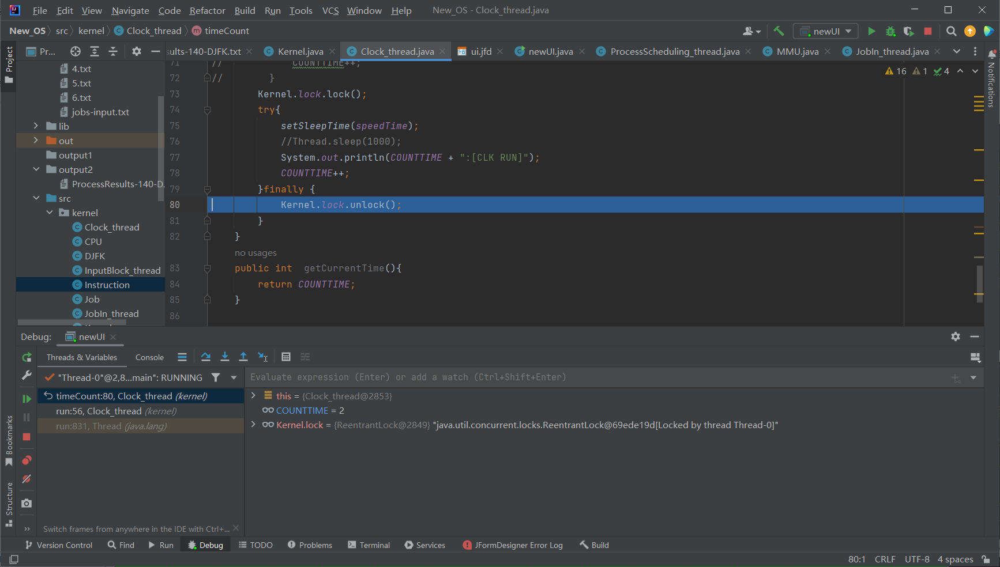 File Edit View Navigate Code Refactor Build Run Tools VCS Window Help New_OS - Clock_thread.java
New_OS src kernel Clock_thread timeCount newUI
Pr... sults-140-DJFK.txt Kernel.java Clock_thread.java ui.jfd newUI.java ProcessScheduling_thread.java MMU.java JobIn_thread.java
Project
Notifications
4.txt
5.txt
6.txt
jobs-input.txt
lib
out
output1
output2
ProcessResults-140-D
src
kernel
Clock_thread
CPU
DJFK
InputBlock_thread
Instruction
Job
JobIn_thread
16 1 4
71 // COUNTTIME++;
72 // }
73 Kernel.lock.lock();
74 try{
75 setSleepTime(speedTime);
76 //Thread.sleep(1000);
77 System.out.println(COUNTTIME + ":[CLK RUN]");
78 COUNTTIME++;
79 }finally {
80 Kernel.lock.unlock();
81 }
82 }
no usages
83 public int getCurrentTime(){
84 return COUNTTIME;
85 }
86
Debug: newUI
Threads & Variables Console
"Thread-0"@2,8...main": RUNNING
Evaluate expression (Enter) or add a watch (Ctrl+Shift+Enter)
timeCount:80, Clock_thread (kernel)
run:56, Clock_thread (kernel)
run:831, Thread (java.lang)
this = {Clock_thread@2853}
COUNTTIME = 2
Kernel.lock = {ReentrantLock@2849} "java.util.concurrent.locks.ReentrantLock@69ede19d[Locked by thread Thread-0]"
Bookmarks
Structure
Switch frames from anywhere in the IDE with Ctrl+...
Version Control Find Run Debug TODO Problems Terminal Services JFormDesigner Error Log Build
80:1 CRLF UTF-8 4 spaces